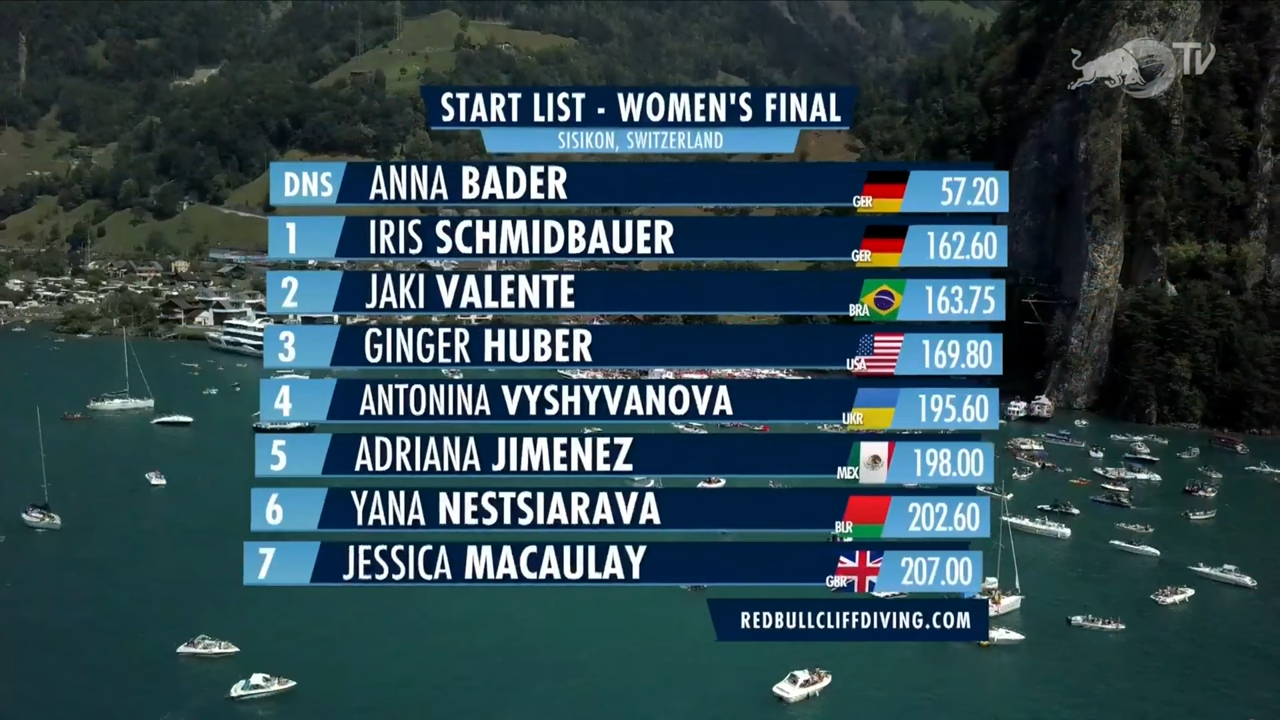 TV
START LIST - WOMEN'S FINAL
SISIKON, SWITZERLAND
DNS ANNA BADER GER 57.20
1 IRIS SCHMIDBAUER GER 162.60
2 JAKI VALENTE BRA 163.75
3 GINGER HUBER USA 169.80
4 ANTONINA VYSHYVANOVA UKR 195.60
5 ADRIANA JIMENEZ MEX 198.00
6 YANA NESTSIARAVA BLR 202.60
7 JESSICA MACAULAY GBR 207.00
REDBULLCLIFFDIVING.COM